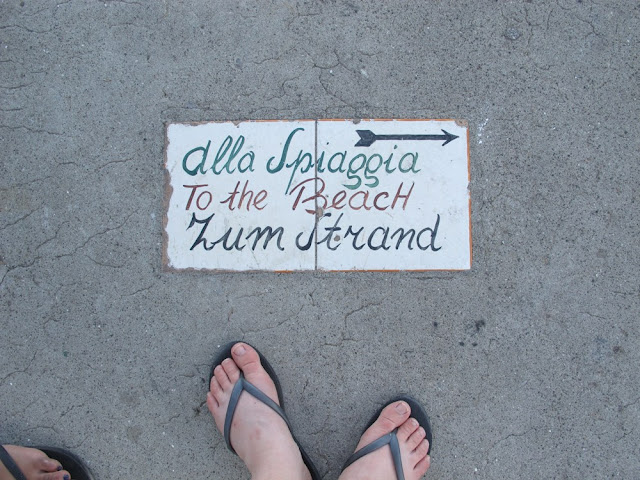 alla Spiaggia
To the BeacH
Zum Strand